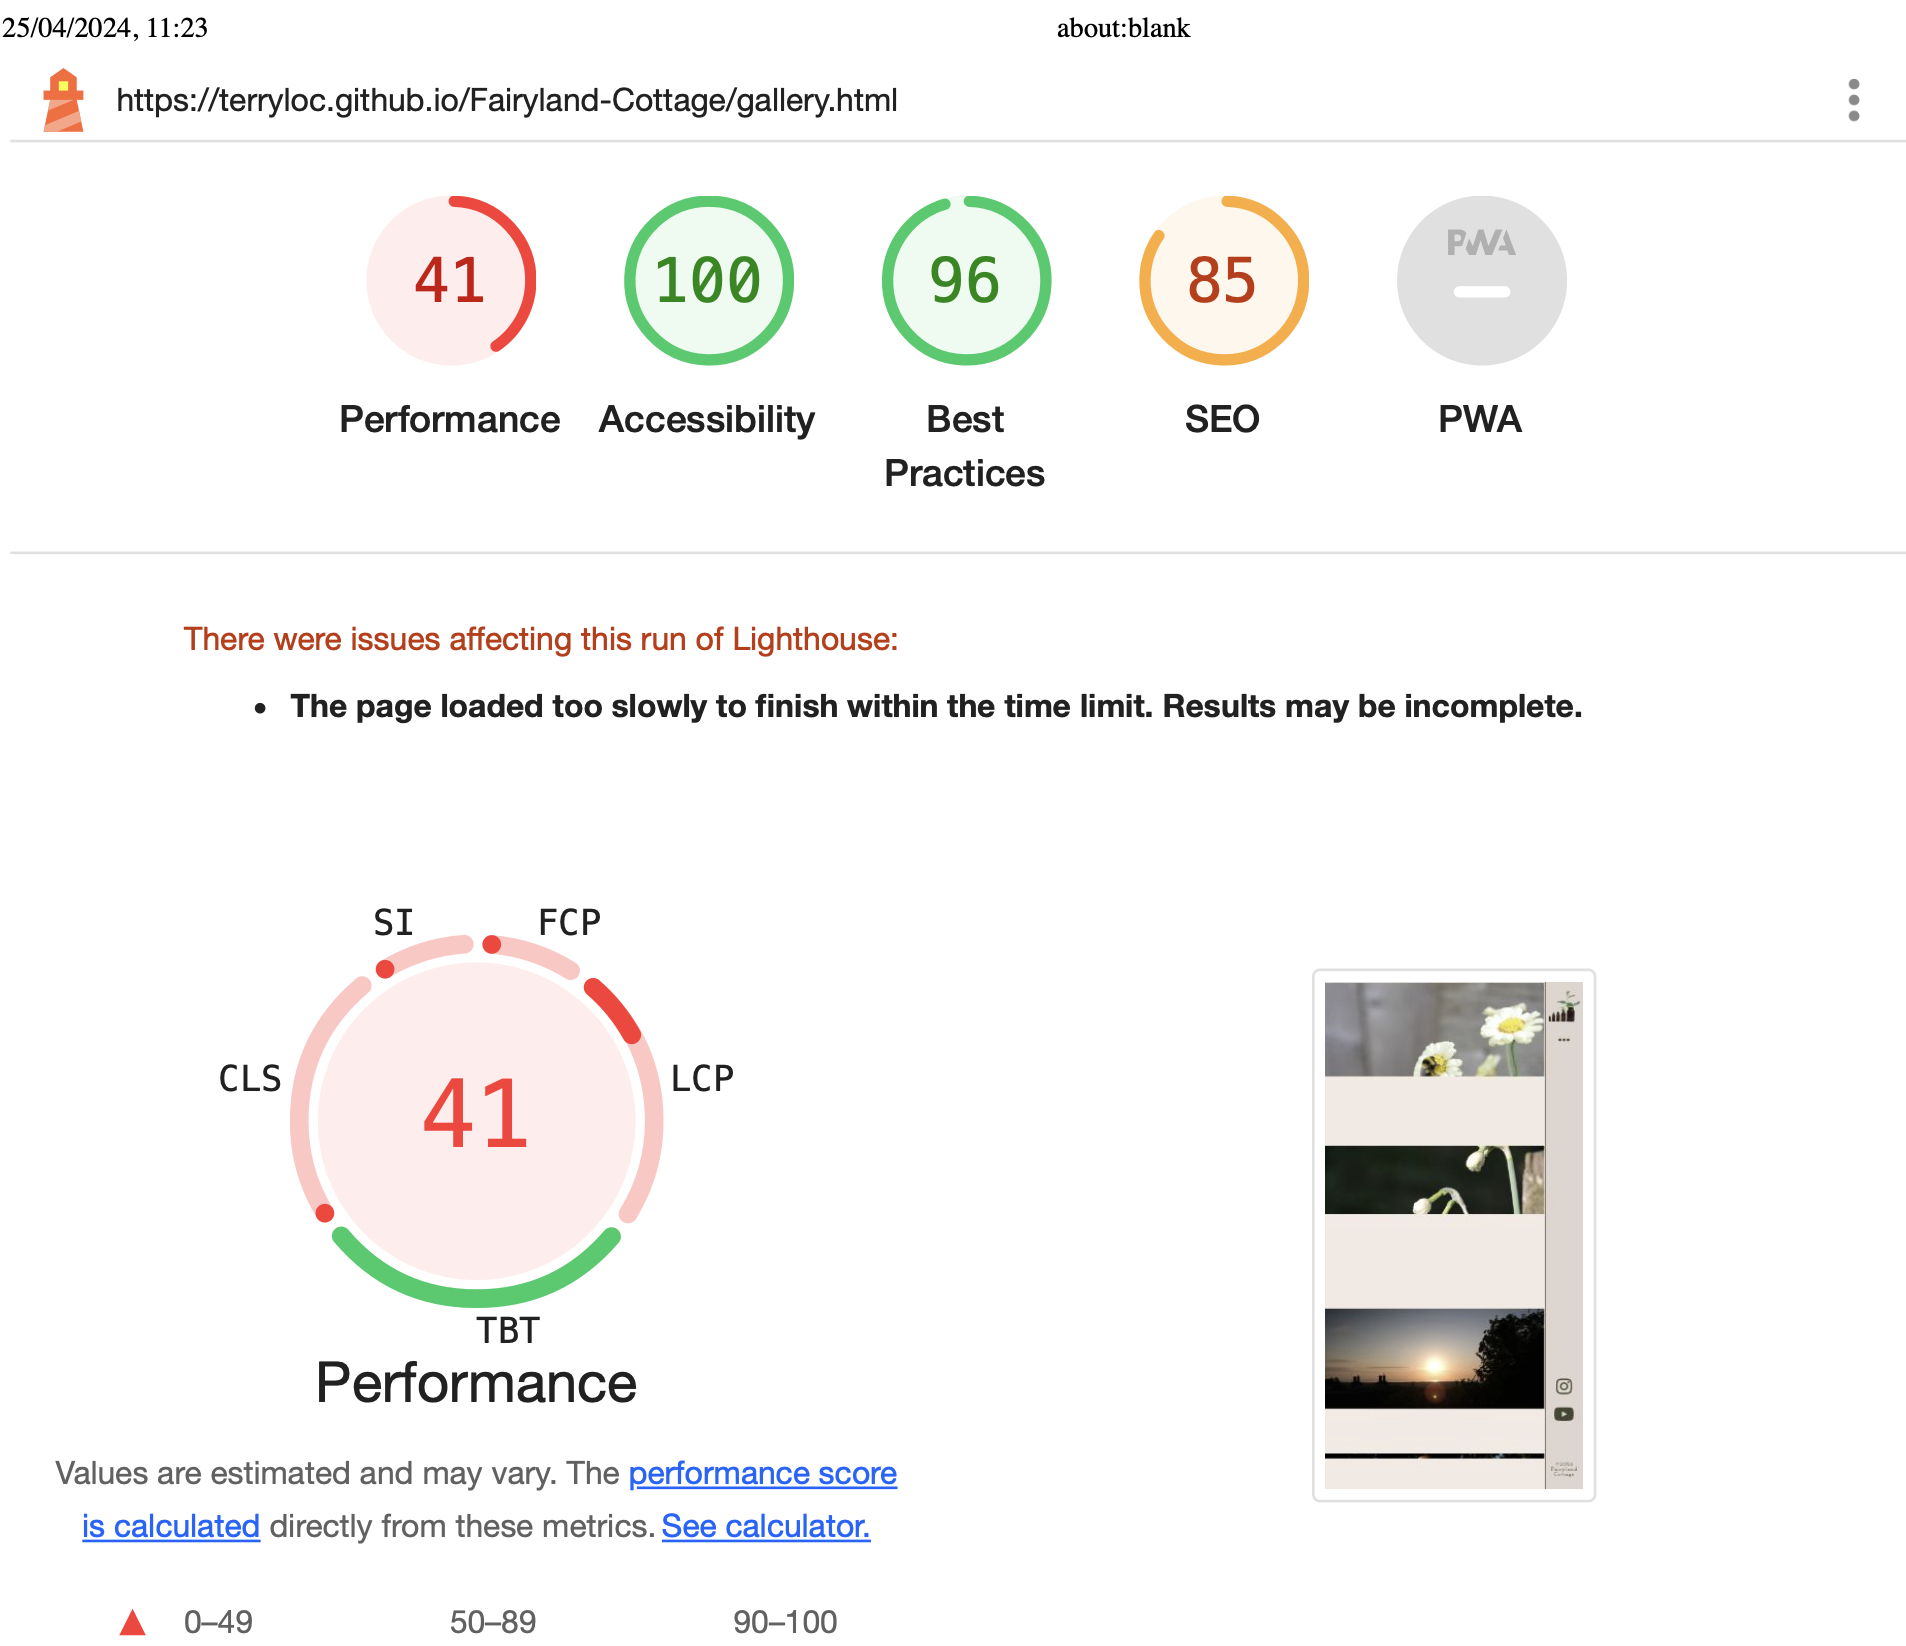 25/04/2024, 11:23
about:blank
https://terryloc.github.io/Fairyland-Cottage/gallery.html
41
100
96
85
PWA
Performance
Accessibility
Best
Practices
SEO
PWA
There were issues affecting this run of Lighthouse:
• The page loaded too slowly to finish within the time limit. Results may be incomplete.
SI
FCP
CLS
LCP
41
TBT
Performance
Values are estimated and may vary. The performance score
is calculated directly from these metrics. See calculator.
0–49
50–89
90–100
Fairyland
Cottage